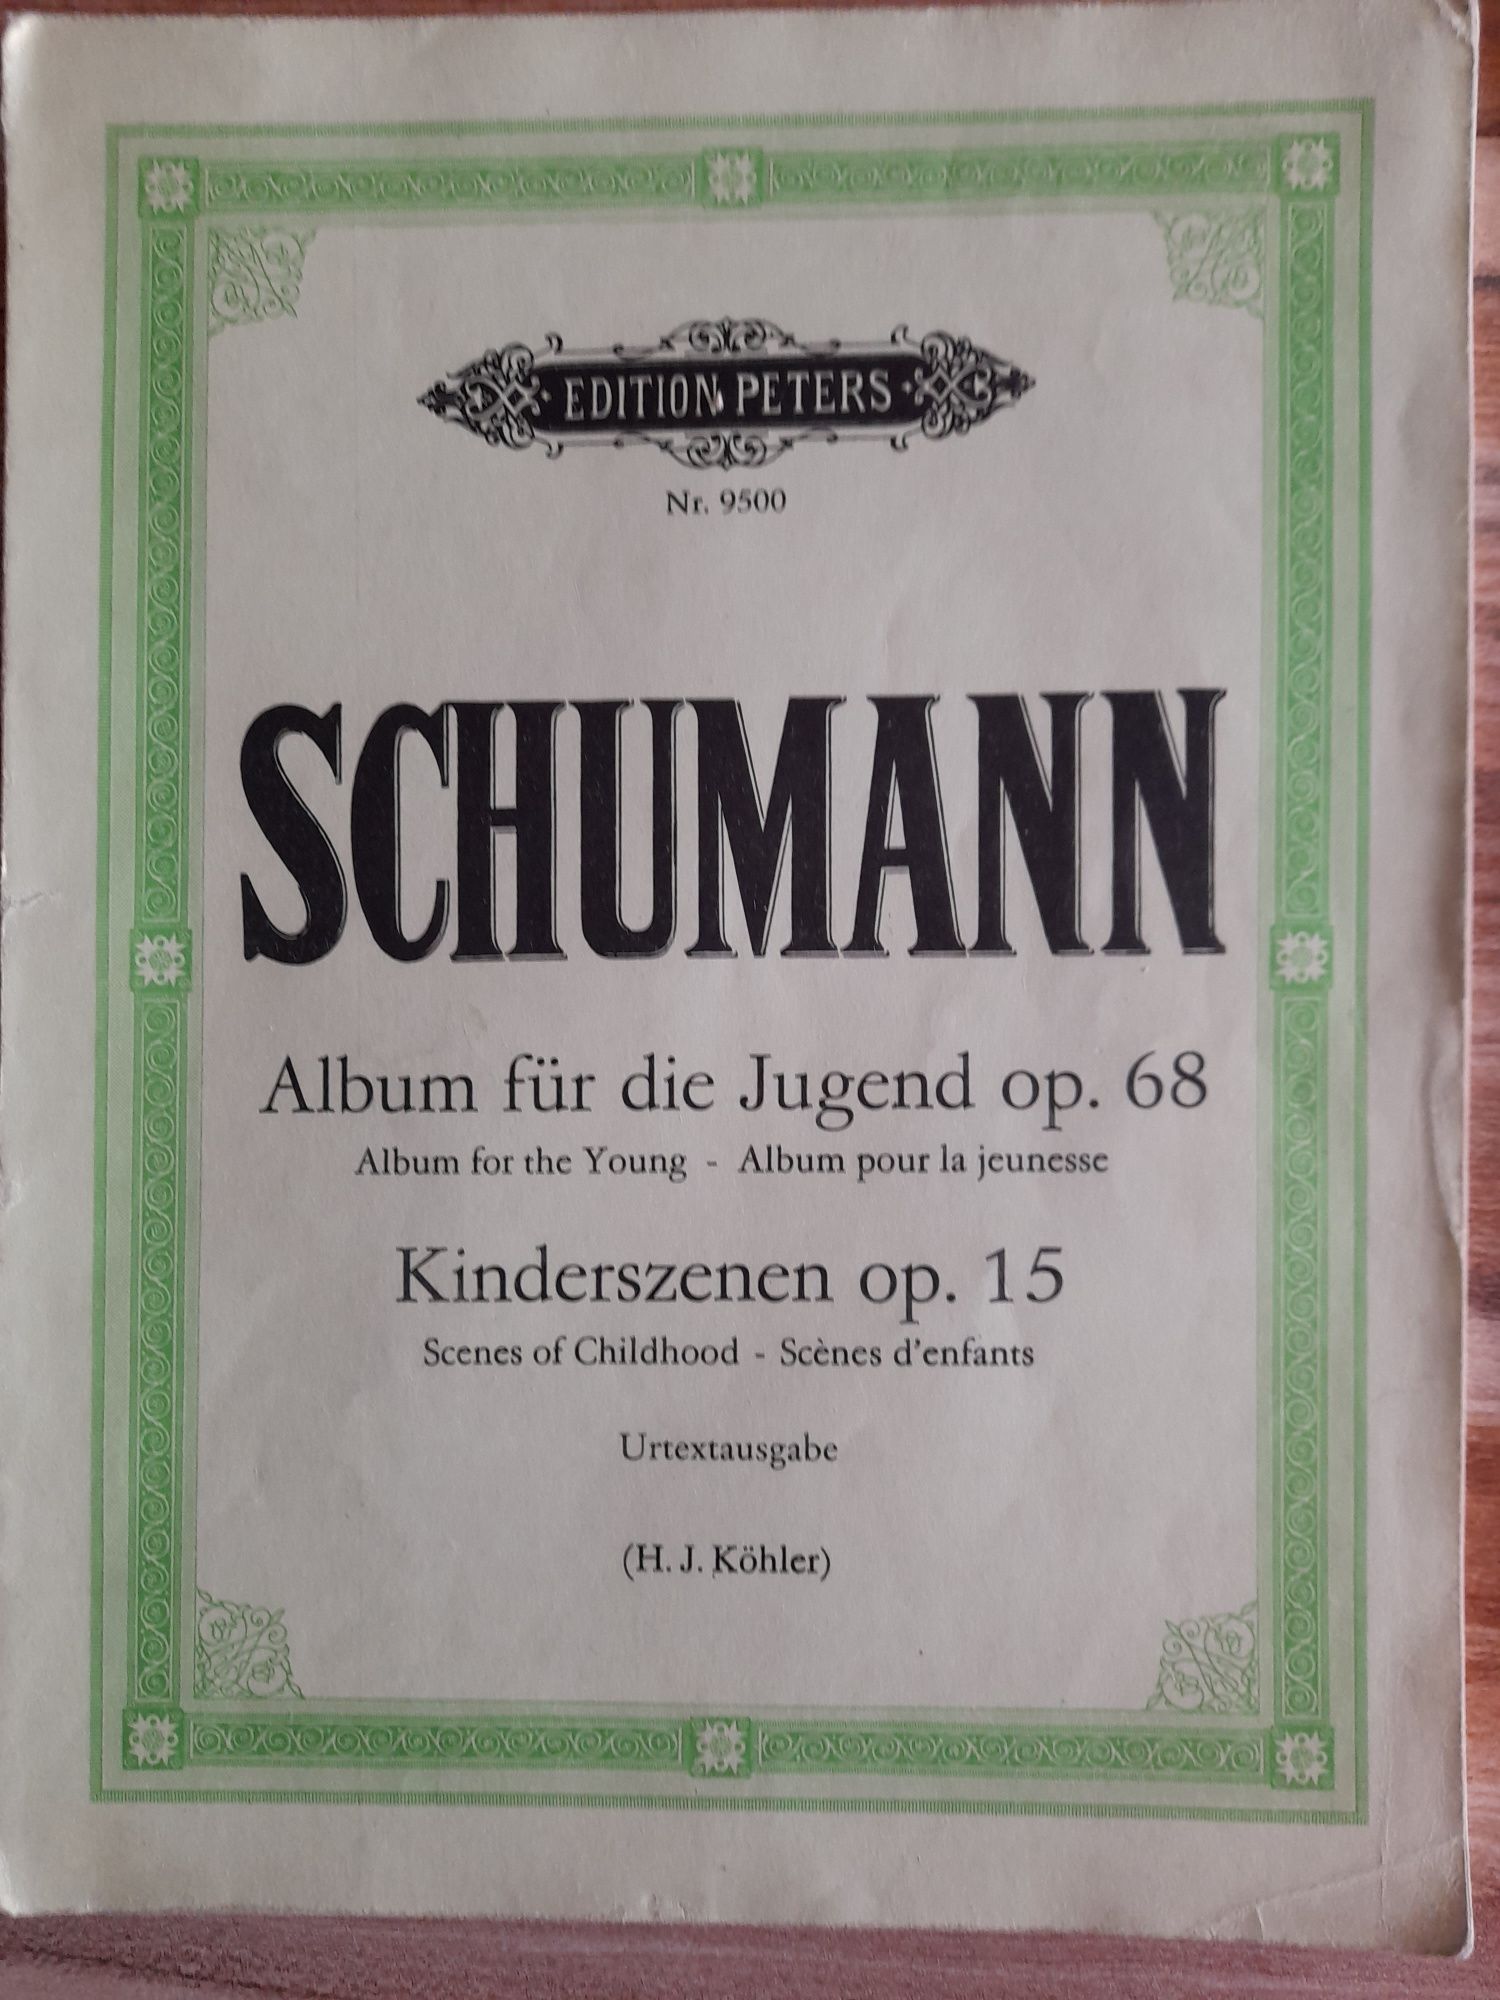 EDITION PETERS
Nr. 9500
SCHUMANN
Album für die Jugend op. 68
Album for the Young - Album pour la jeunesse
Kinderszenen op. 15
Scenes of Childhood - Scènes d'enfants
Urtextausgabe
(H. J. Köhler)